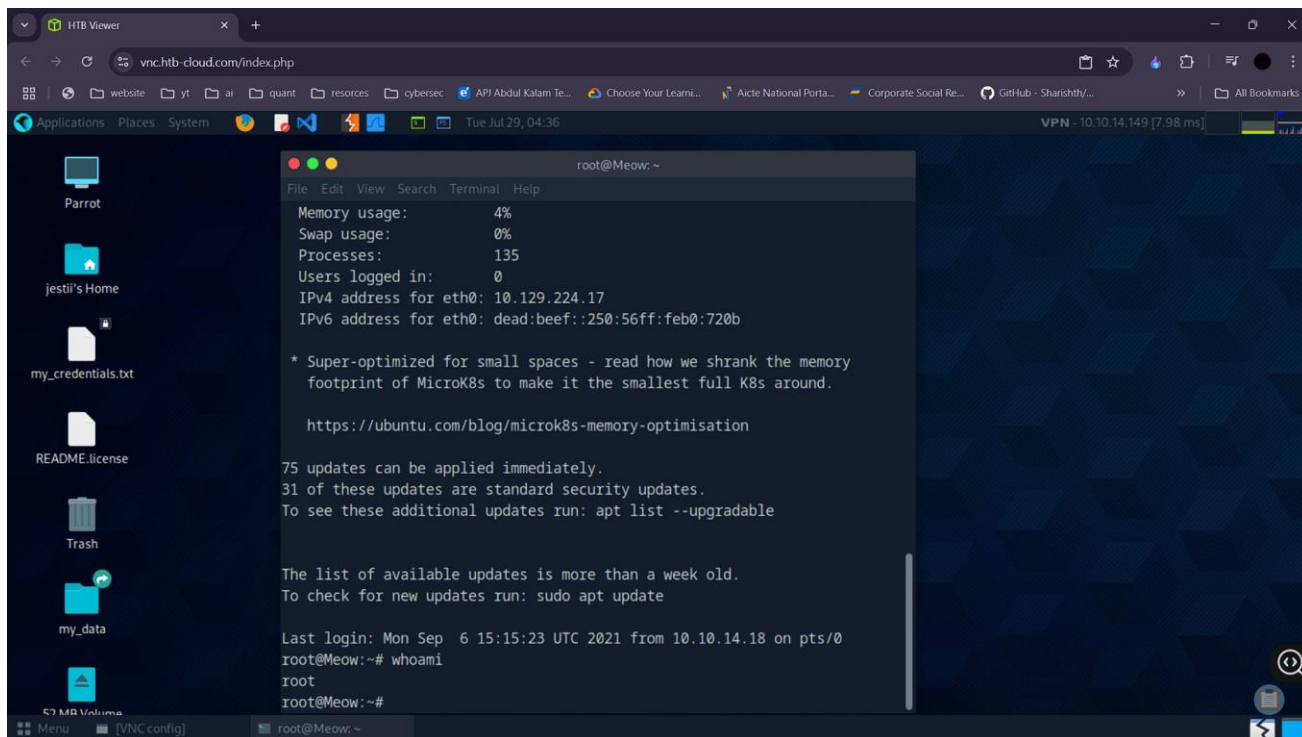 HTB Viewer
vnc.htb-cloud.com/index.php
website yt ai quant resorces cybersec APJ Abdul Kalam Te... Choose Your Learni... Aicte National Porta... Corporate Social Re... GitHub - Sharishth/... » All Bookmarks
Applications Places System Tue Jul 29, 04:36 VPN - 10.10.14.149 [7.98 ms]
Parrot
jestii's Home
my_credentials.txt
README.license
Trash
my_data
52 MB Volume
root@Meow: ~
File Edit View Search Terminal Help
Memory usage: 4%
Swap usage: 0%
Processes: 135
Users logged in: 0
IPv4 address for eth0: 10.129.224.17
IPv6 address for eth0: dead:beef::250:56ff:feb0:720b
* Super-optimized for small spaces - read how we shrank the memory
footprint of MicroK8s to make it the smallest full K8s around.
https://ubuntu.com/blog/microk8s-memory-optimisation
75 updates can be applied immediately.
31 of these updates are standard security updates.
To see these additional updates run: apt list --upgradable
The list of available updates is more than a week old.
To check for new updates run: sudo apt update
Last login: Mon Sep  6 15:15:23 UTC 2021 from 10.10.14.18 on pts/0
root@Meow:~# whoami
root
root@Meow:~#
Menu [VNC config] root@Meow: ~